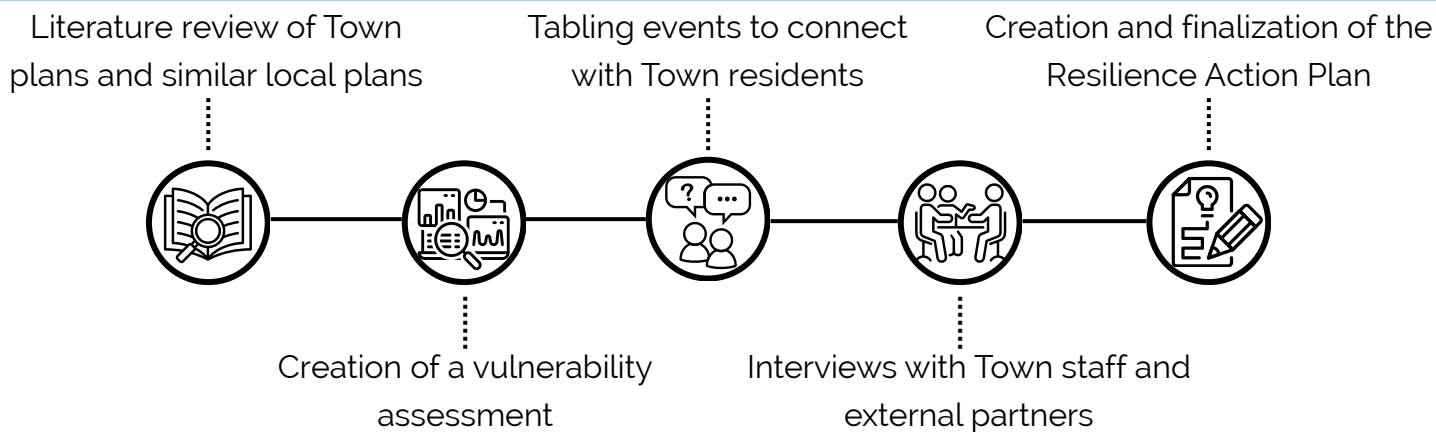 Literature review of Town
plans and similar local plans
Creation of a vulnerability
assessment
Tabling events to connect
with Town residents
?
...
Interviews with Town staff and
external partners
Creation and finalization of the
Resilience Action Plan